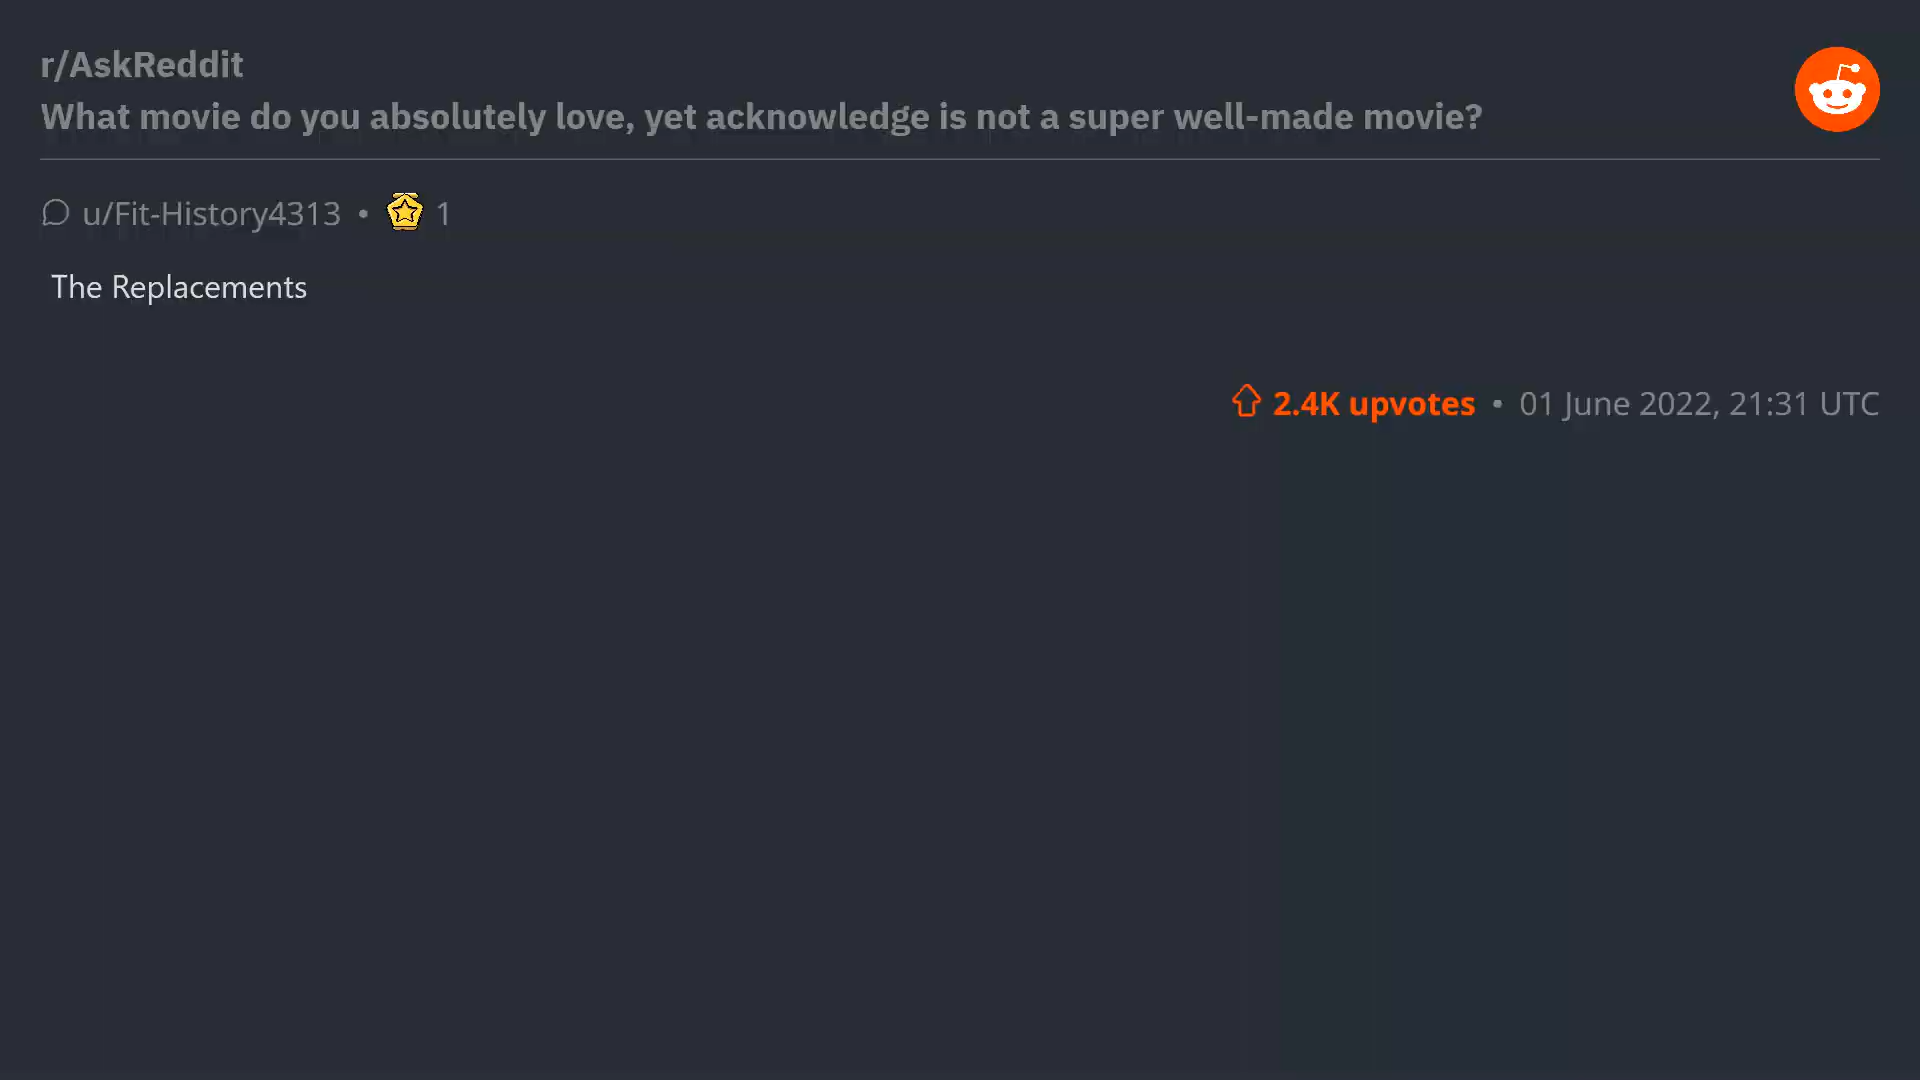 r/AskReddit
What movie do you absolutely love, yet acknowledge is not a super well-made movie?
u/Fit-History4313 • 1
The Replacements
2.4K upvotes • 01 June 2022, 21:31 UTC